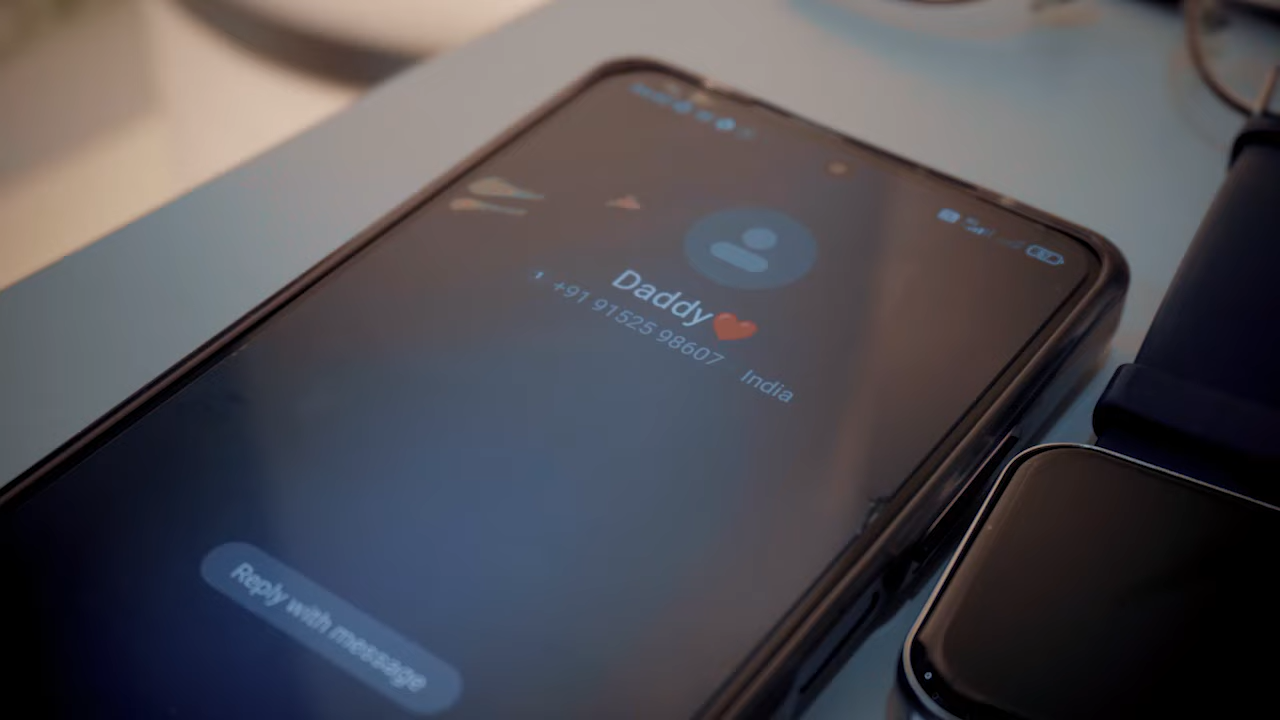 Daddy❤️
+91 91525 98607 India
Reply with message